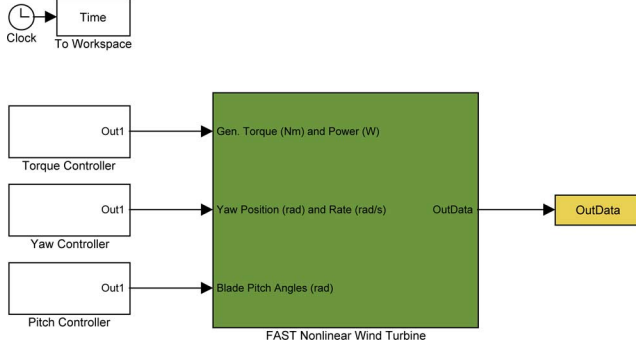 Time
Clock
To Workspace
Out1
Gen. Torque (Nm) and Power (W)
Torque Controller
Out1
Yaw Position (rad) and Rate (rad/s)
OutData
OutData
Yaw Controller
Out1
Blade Pitch Angles (rad)
Pitch Controller
FAST Nonlinear Wind Turbine